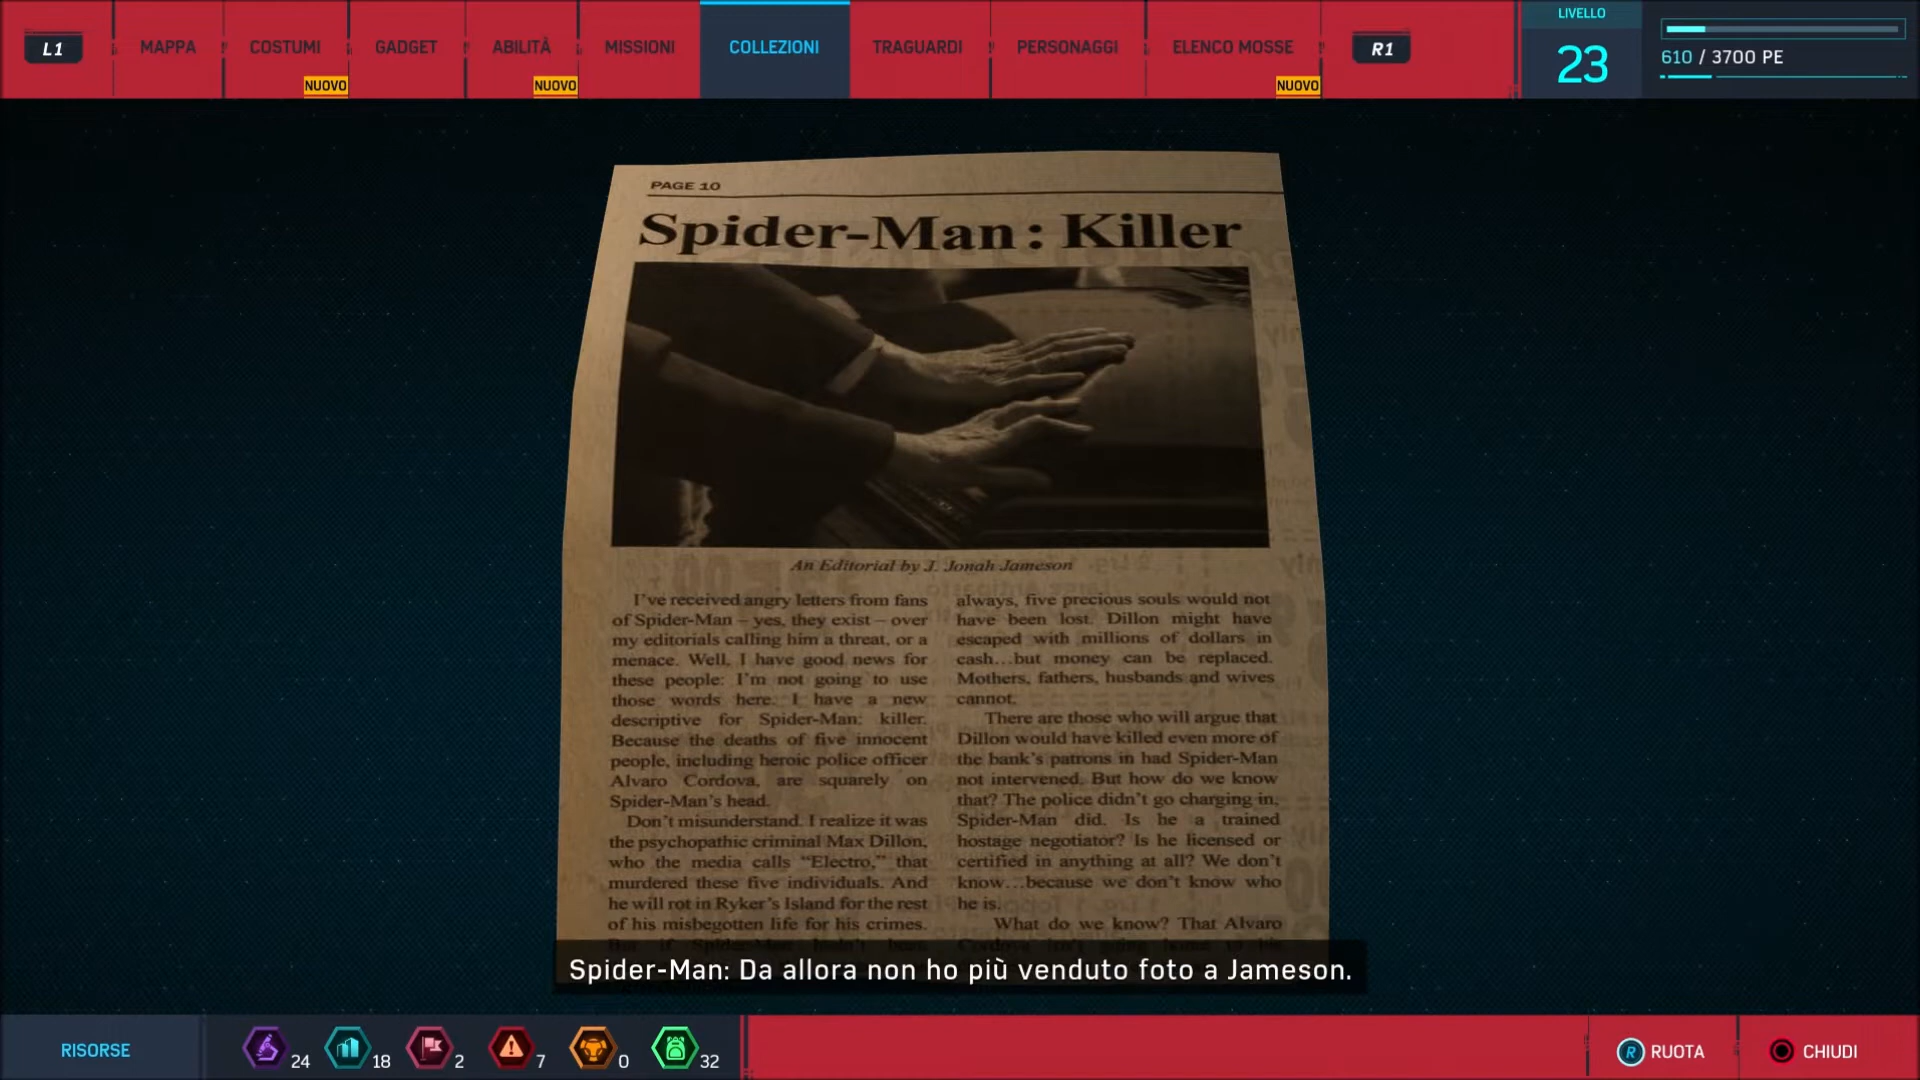 L1
MAPPA
COSTUMI
NUOVO
GADGET
ABILITÀ
NUOVO
MISSIONI
COLLEZIONI
TRAGUARDI
PERSONAGGI
ELENCO MOSSE
NUOVO
R1
LIVELLO
23
610 / 3700 PE
PAGE 10
Spider-Man: Killer
An Editorial by J. Jonah Jameson
I've received angry letters from fans
of Spider-Man – yes, they exist – over
my editorials calling him a threat, or a
menace. Well, I have good news for
these people: I'm not going to use
those words here. I have a new
descriptive for Spider-Man: killer.
Because the deaths of five innocent
people, including heroic police officer
Alvaro Cordova, are squarely on
Spider-Man's head.
Don't misunderstand. I realize it was
the psychopathic criminal Max Dillon,
who the media calls "Electro," that
murdered these five individuals. And
he will rot in Ryker's Island for the rest
of his misbegotten life for his crimes.
But if Spider-Man hadn't been
always, five precious souls would not
have been lost. Dillon might have
escaped with millions of dollars in
cash…but money can be replaced.
Mothers, fathers, husbands and wives
cannot.
There are those who will argue that
Dillon would have killed even more of
the bank's patrons in had Spider-Man
not intervened. But how do we know
that? The police didn't go charging in,
Spider-Man did. Is he a trained
hostage negotiator? Is he licensed or
certified in anything at all? We don't
know…because we don't know who
he is.
What do we know? That Alvaro
Cordova isn't
Spider-Man: Da allora non ho più venduto foto a Jameson.
RISORSE
24
18
2
7
0
32
R RUOTA
CHIUDI